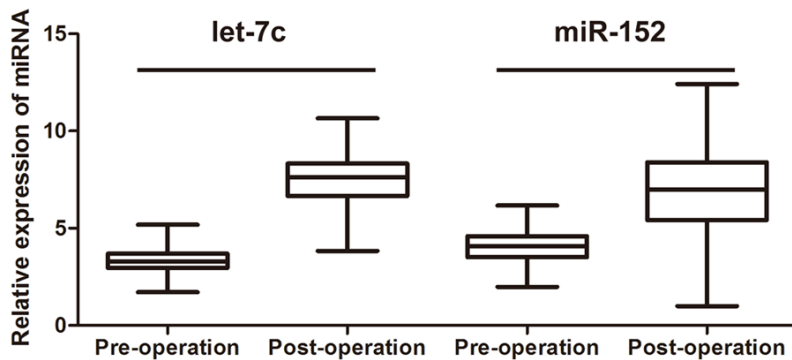 let-7c
miR-152
Relative expression of miRNA
15
10
5
0
Pre-operation
Post-operation
Pre-operation
Post-operation